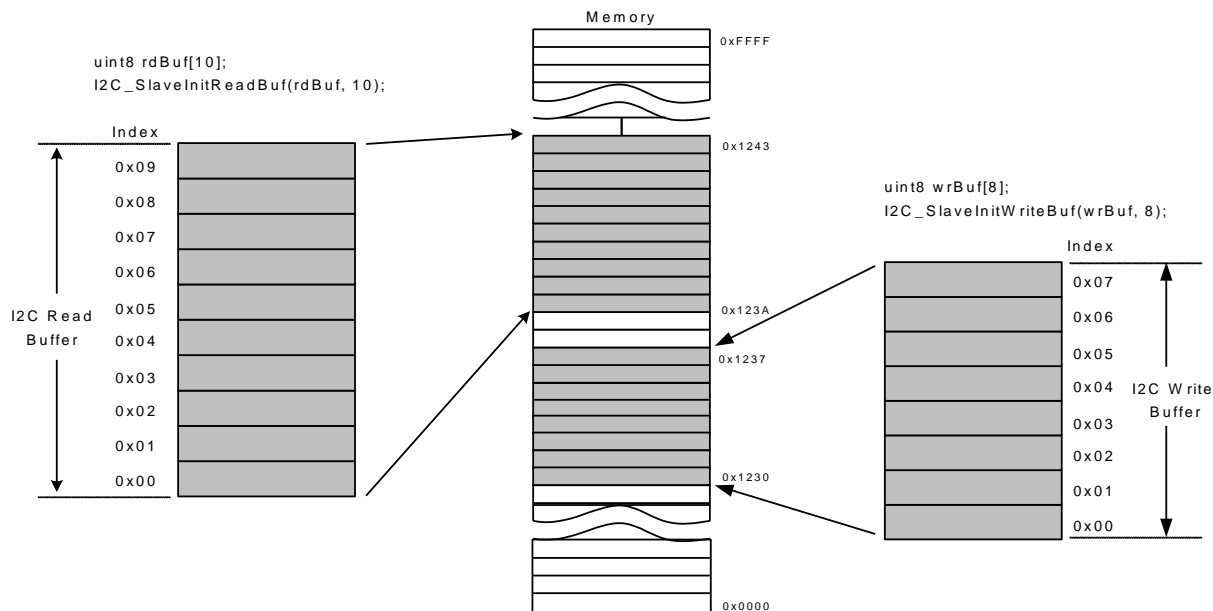 Memory
0xFFFF
uint8 rdBuf[10];
I2C_SlaveInitReadBuf(rdBuf, 10);
Index
0x09
0x08
0x07
0x06
0x05
0x04
0x03
0x02
0x01
0x00
I2C Read
Buffer
0x1243
0x123A
0x1237
0x1230
0x0000
uint8 wrBuf[8];
I2C_SlaveInitWriteBuf(wrBuf, 8);
Index
0x07
0x06
0x05
0x04
0x03
0x02
0x01
0x00
I2C Write
Buffer